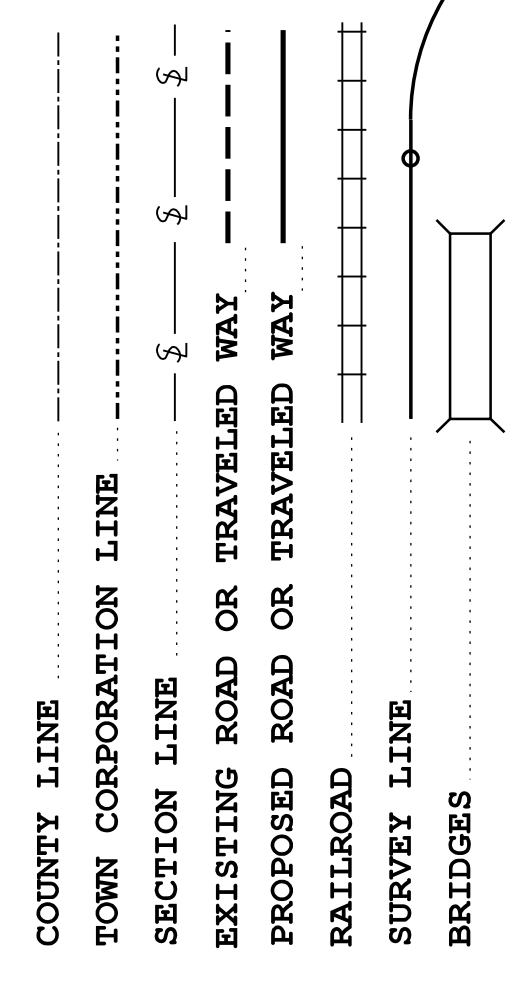 COUNTY LINE
TOWN CORPORATION LINE
SECTION LINE
EXISTING ROAD OR TRAVELED WAY
PROPOSED ROAD OR TRAVELED WAY
RAILROAD
SURVEY LINE
BRIDGES